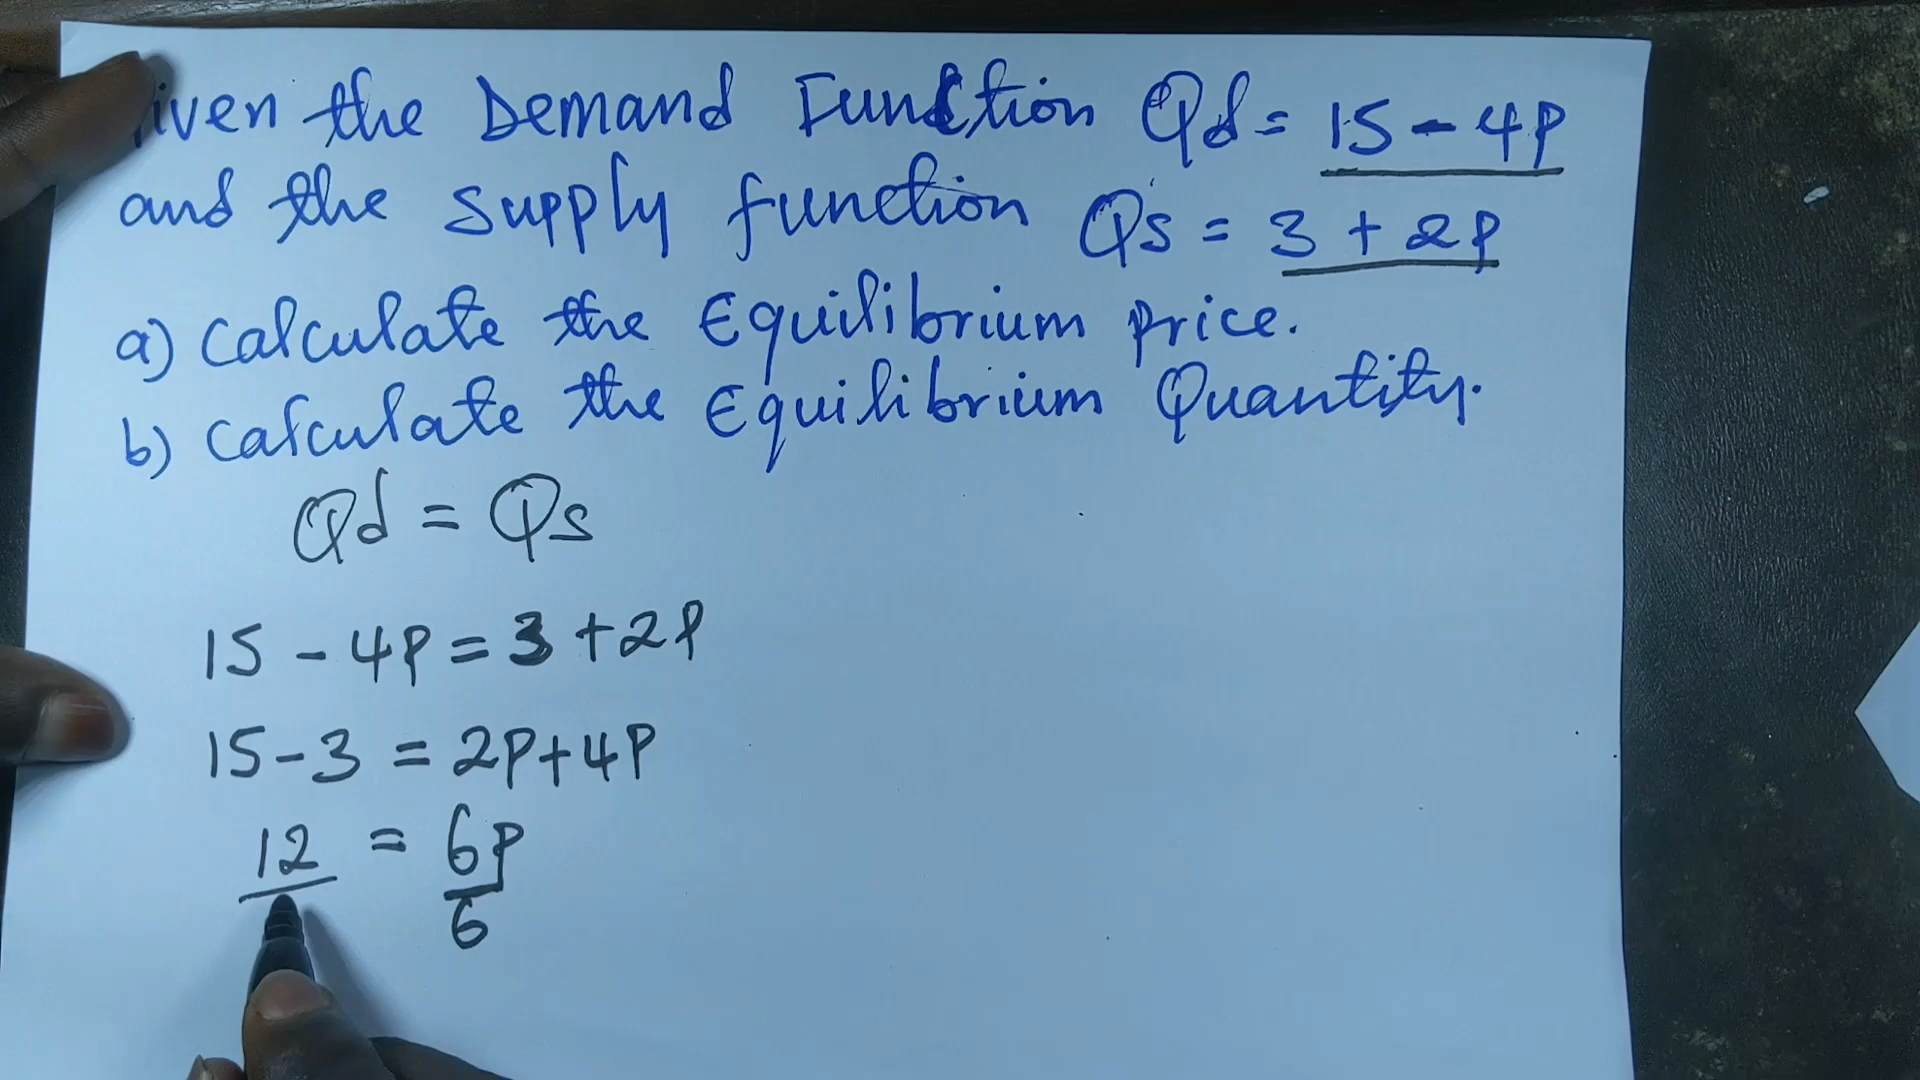 iven the Demand Function Qd = 15 - 4P
and the supply function Qs = 3 + 2P
a) Calculate the Equilibrium price.
b) Calculate the Equilibrium Quantity.
Qd = Qs
15 - 4P = 3 + 2P
15 - 3 = 2P + 4P
12 = 6P
6